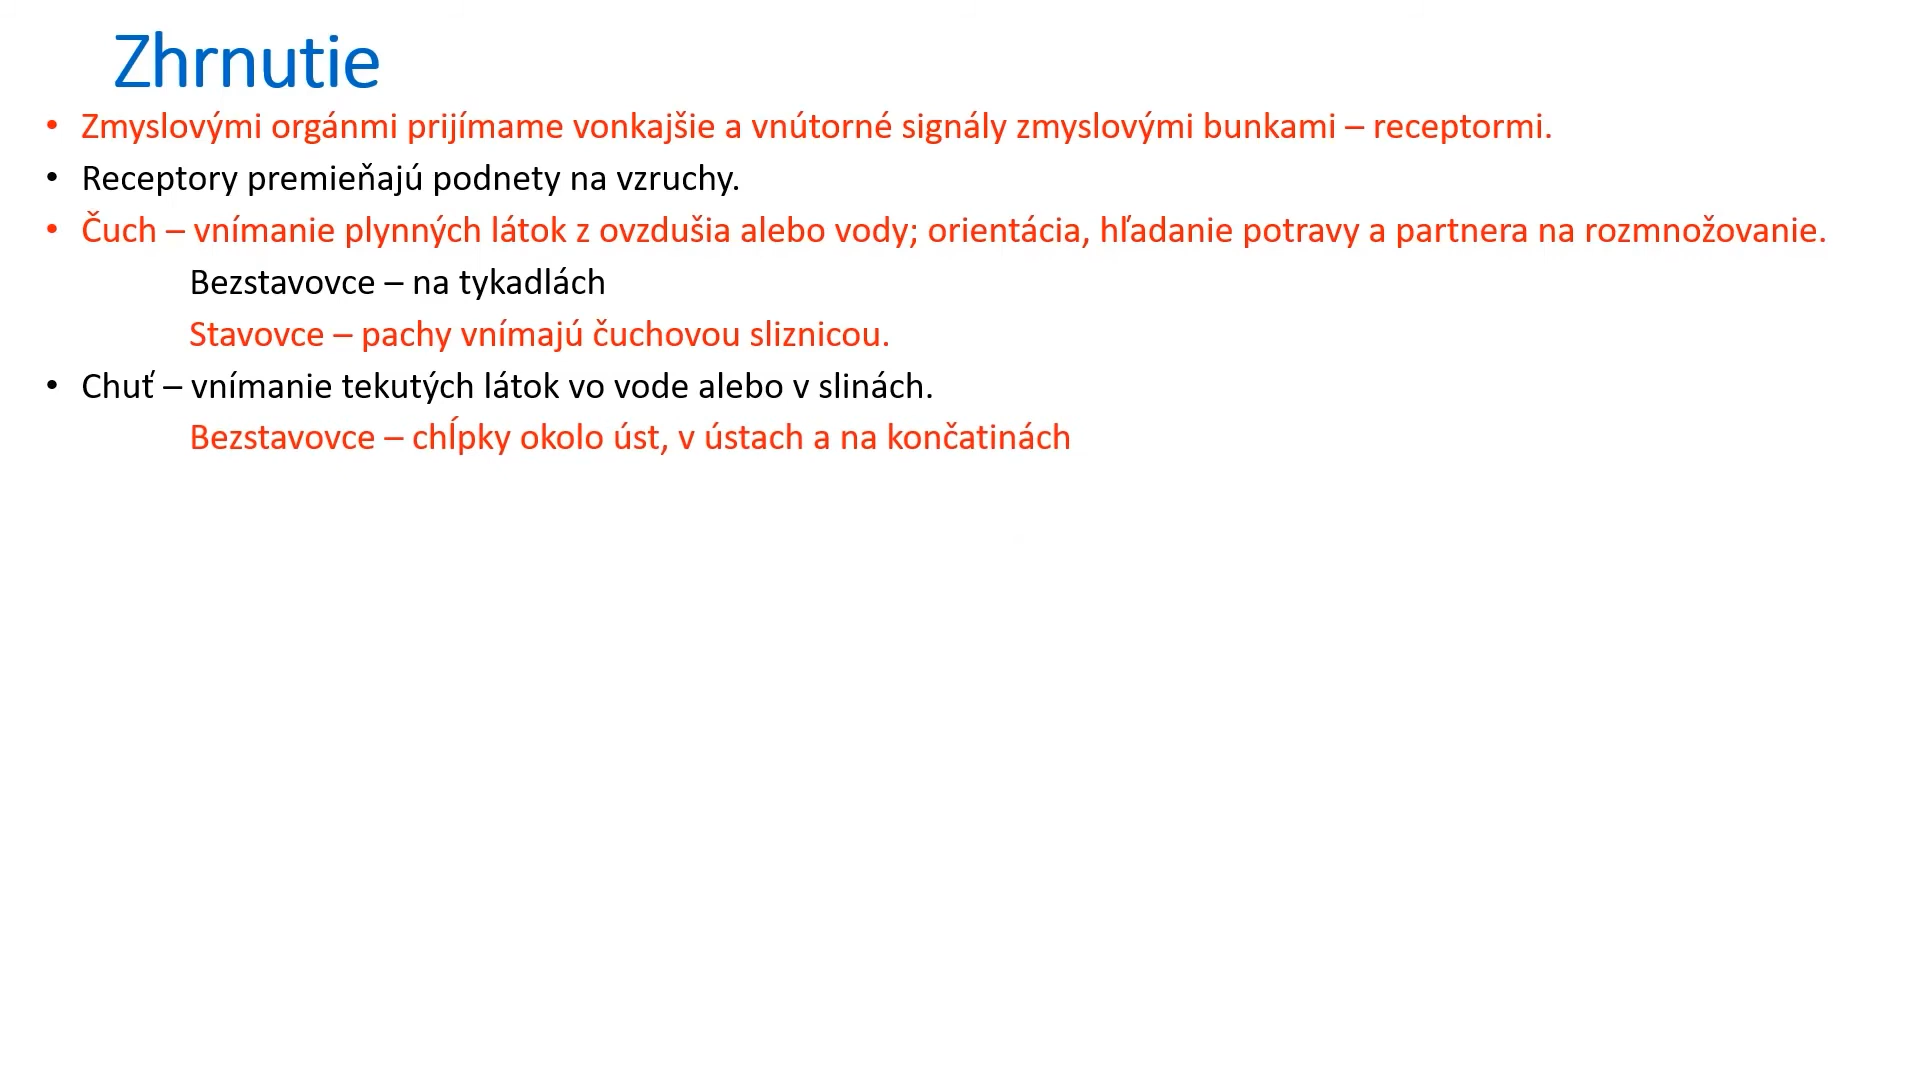 Zhrnutie
• Zmyslovými orgánmi prijímame vonkajšie a vnútorné signály zmyslovými bunkami – receptormi.
• Receptory premieňajú podnety na vzruchy.
• Čuch – vnímanie plynných látok z ovzdušia alebo vody; orientácia, hľadanie potravy a partnera na rozmnožovanie.
Bezstavovce – na tykadlách
Stavovce – pachy vnímajú čuchovou sliznicou.
• Chuť – vnímanie tekutých látok vo vode alebo v slinách.
Bezstavovce – chĺpky okolo úst, v ústach a na končatinách